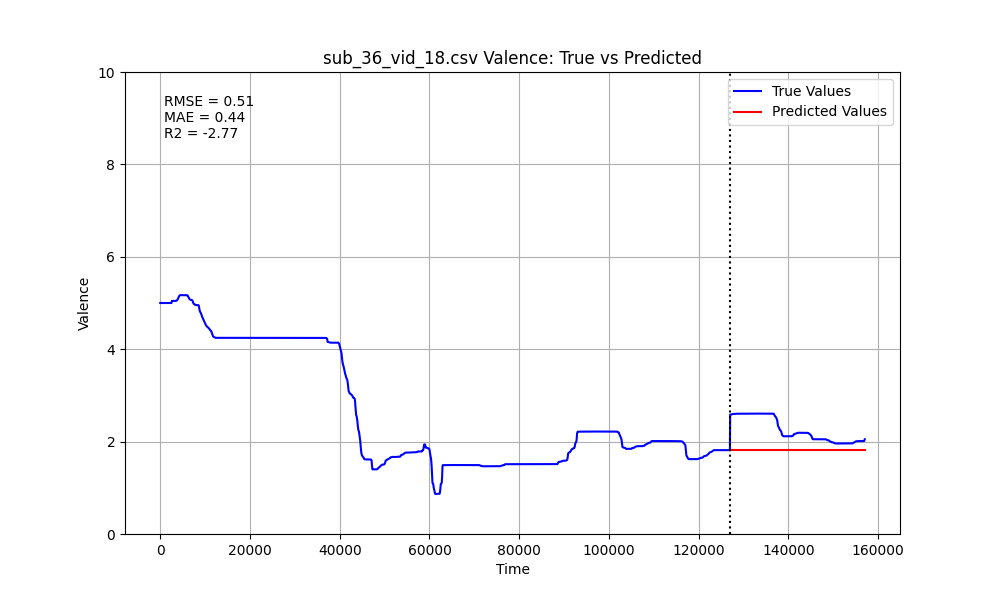 sub_36_vid_18.csv Valence: True vs Predicted
10
8
6
4
2
0
Valence
RMSE = 0.51
MAE = 0.44
R2 = -2.77
True Values
Predicted Values
0 20000 40000 60000 80000 100000 120000 140000 160000
Time